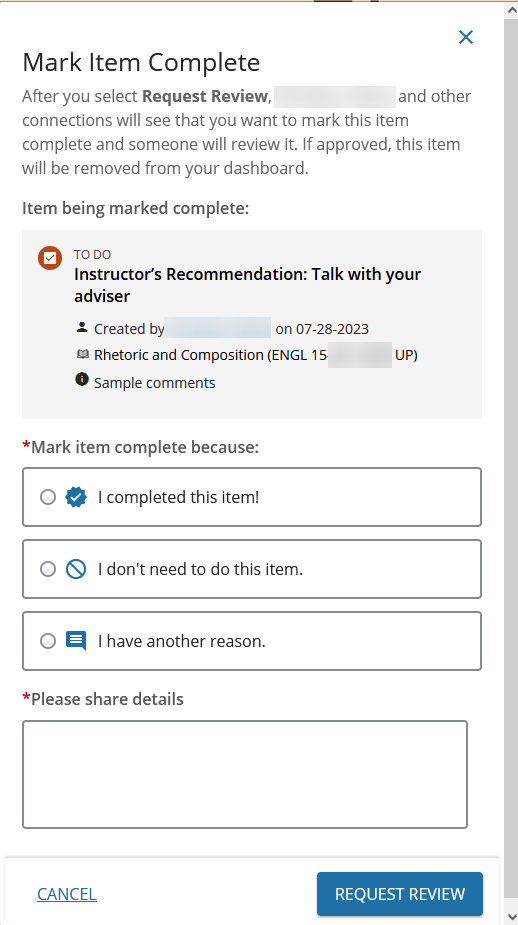 Mark Item Complete
After you select Request Review, and other
connections will see that you want to mark this item
complete and someone will review it. If approved, this item
will be removed from your dashboard.
Item being marked complete:
TO DO
Instructor’s Recommendation: Talk with your
adviser
Created by on 07-28-2023
Rhetoric and Composition (ENGL 15- UP)
Sample comments
*Mark item complete because:
I completed this item!
I don't need to do this item.
I have another reason.
*Please share details
CANCEL
REQUEST REVIEW